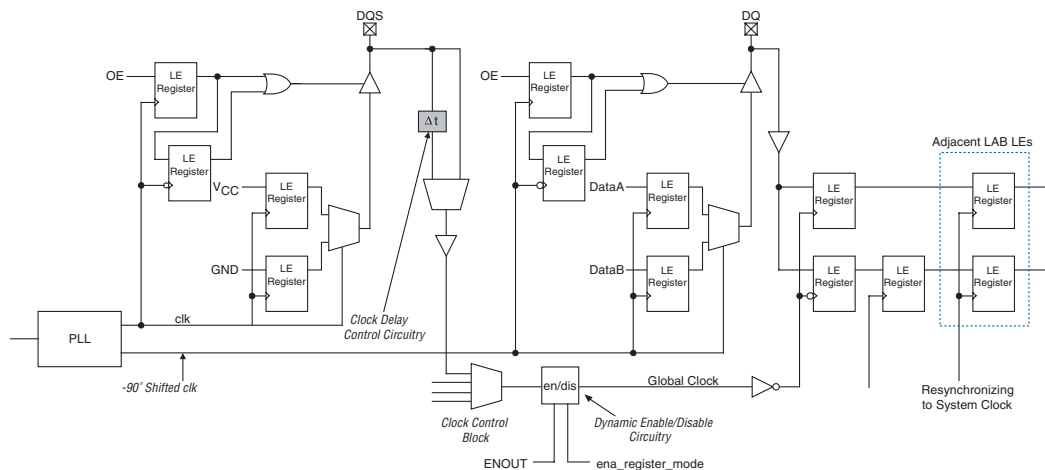 DQS
DQ
OE
LE
Register
LE
Register
VCC
LE
Register
GND
LE
Register
Δt
Clock Delay
Control Circuitry
PLL
clk
-90° Shifted clk
OE
LE
Register
LE
Register
DataA
LE
Register
DataB
LE
Register
Adjacent LAB LEs
LE
Register
LE
Register
LE
Register
LE
Register
LE
Register
Resynchronizing
to System Clock
en/dis
Global Clock
Clock Control
Block
Dynamic Enable/Disable
Circuitry
ENOUT
ena_register_mode